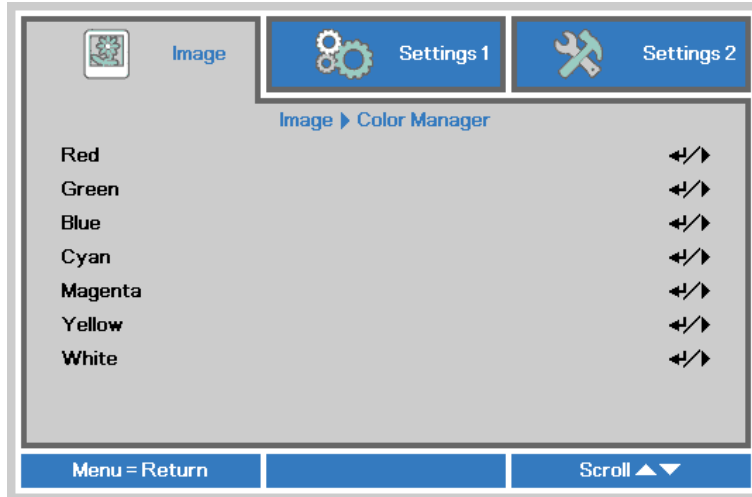 Image Settings 1 Settings 2
Image ▶ Color Manager
Red ↵/▶
Green ↵/▶
Blue ↵/▶
Cyan ↵/▶
Magenta ↵/▶
Yellow ↵/▶
White ↵/▶
Menu = Return Scroll ▲▼